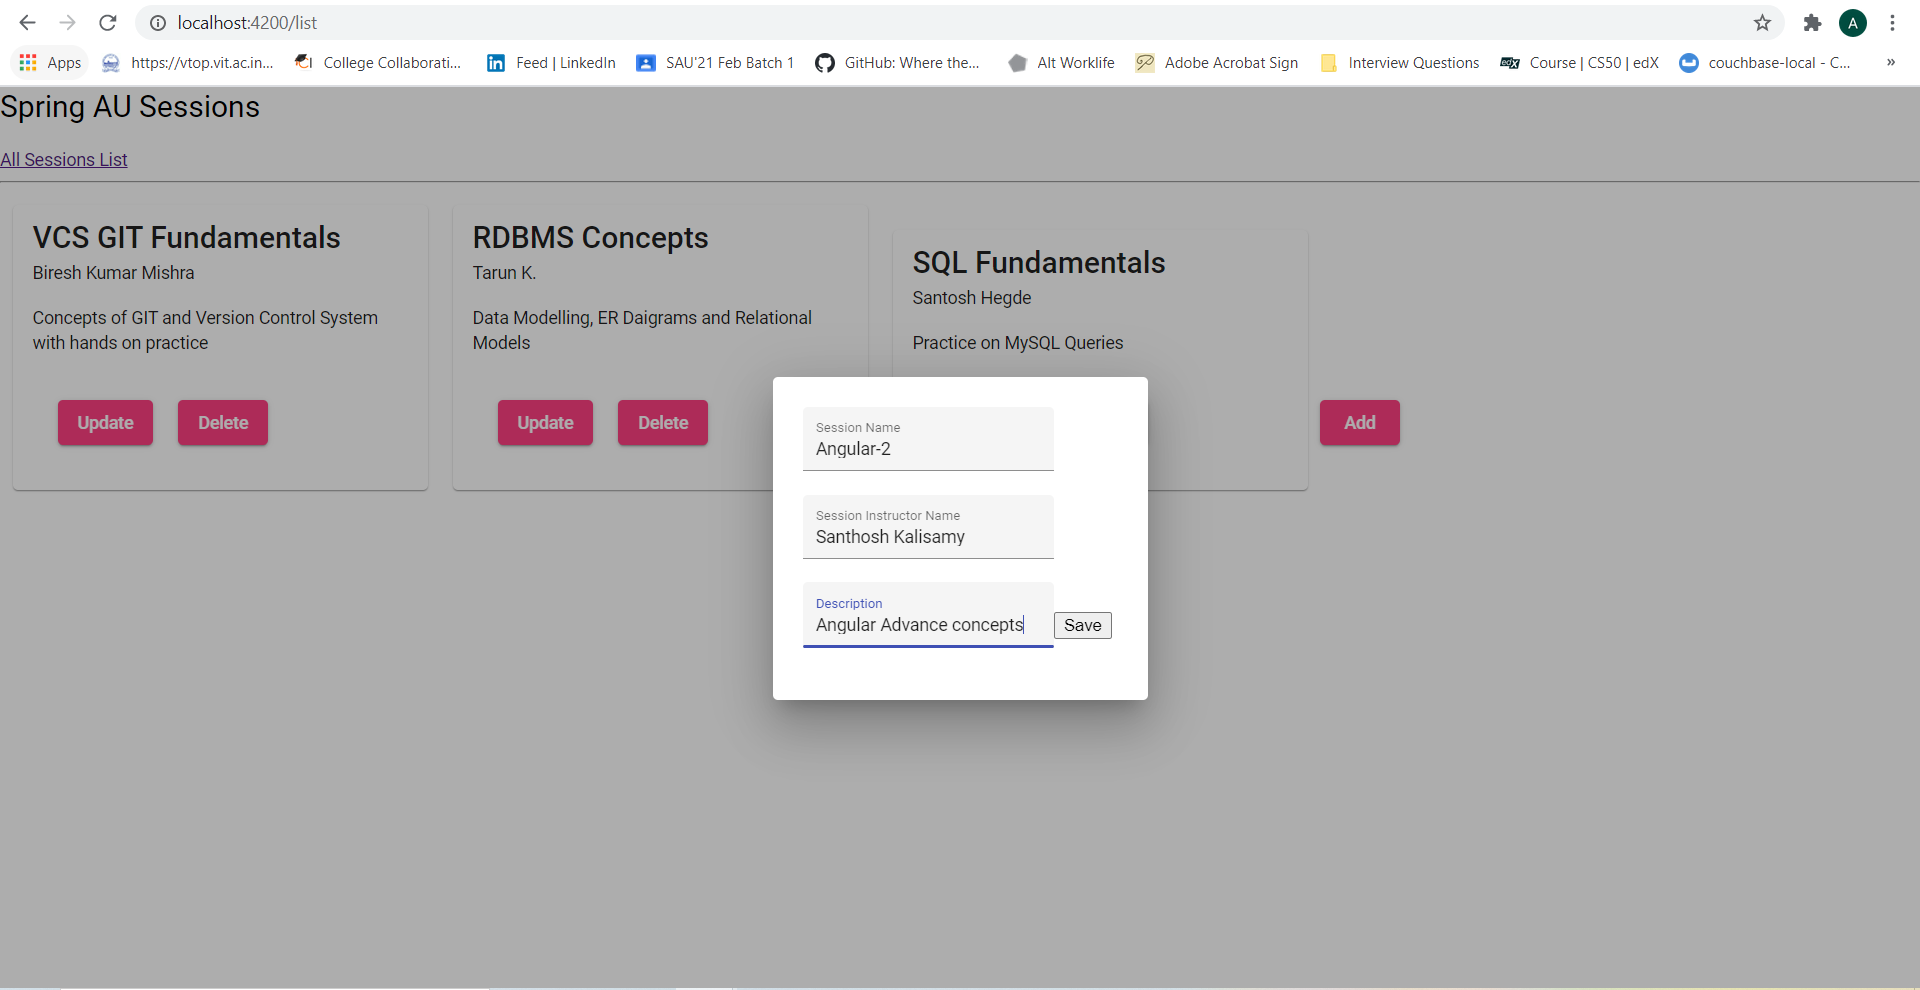 localhost:4200/list
A
Apps
https://vtop.vit.ac.in...
College Collaborati...
Feed | LinkedIn
SAU'21 Feb Batch 1
GitHub: Where the...
Alt Worklife
Adobe Acrobat Sign
Interview Questions
edX
Course | CS50 | edX
couchbase-local - C...
»
Spring AU Sessions
All Sessions List
VCS GIT Fundamentals
Biresh Kumar Mishra
Concepts of GIT and Version Control System
with hands on practice
Update
Delete
RDBMS Concepts
Tarun K.
Data Modelling, ER Daigrams and Relational
Models
Update
Delete
SQL Fundamentals
Santosh Hegde
Practice on MySQL Queries
Add
Session Name
Angular-2
Session Instructor Name
Santhosh Kalisamy
Description
Angular Advance concepts
Save